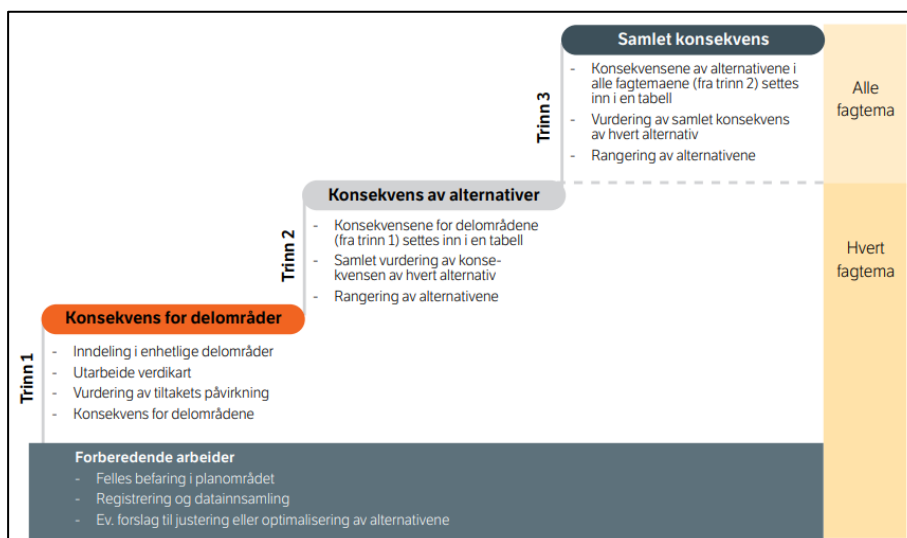 Samlet konsekvens
- Konsekvensene av alternativene i
alle fagtemaene (fra trinn 2) settes
inn i en tabell
- Vurdering av samlet konsekvens
av hvert alternativ
- Rangering av alternativene
Trinn 3
Alle
fagtema
Konsekvens av alternativer
- Konsekvensene for delområdene
(fra trinn 1) settes inn i en tabell
- Samlet vurdering av konse-
kvensen av hvert alternativ
- Rangering av alternativene
Trinn 2
Hvert
fagtema
Konsekvens for delområder
- Inndeling i enhetlige delområder
- Utarbeide verdikart
- Vurdering av tiltakets påvirkning
- Konsekvens for delområdene
Trinn 1
Forberedende arbeider
- Felles befaring i planområdet
- Registrering og datainnsamling
- Ev. forslag til justering eller optimalisering av alternativene